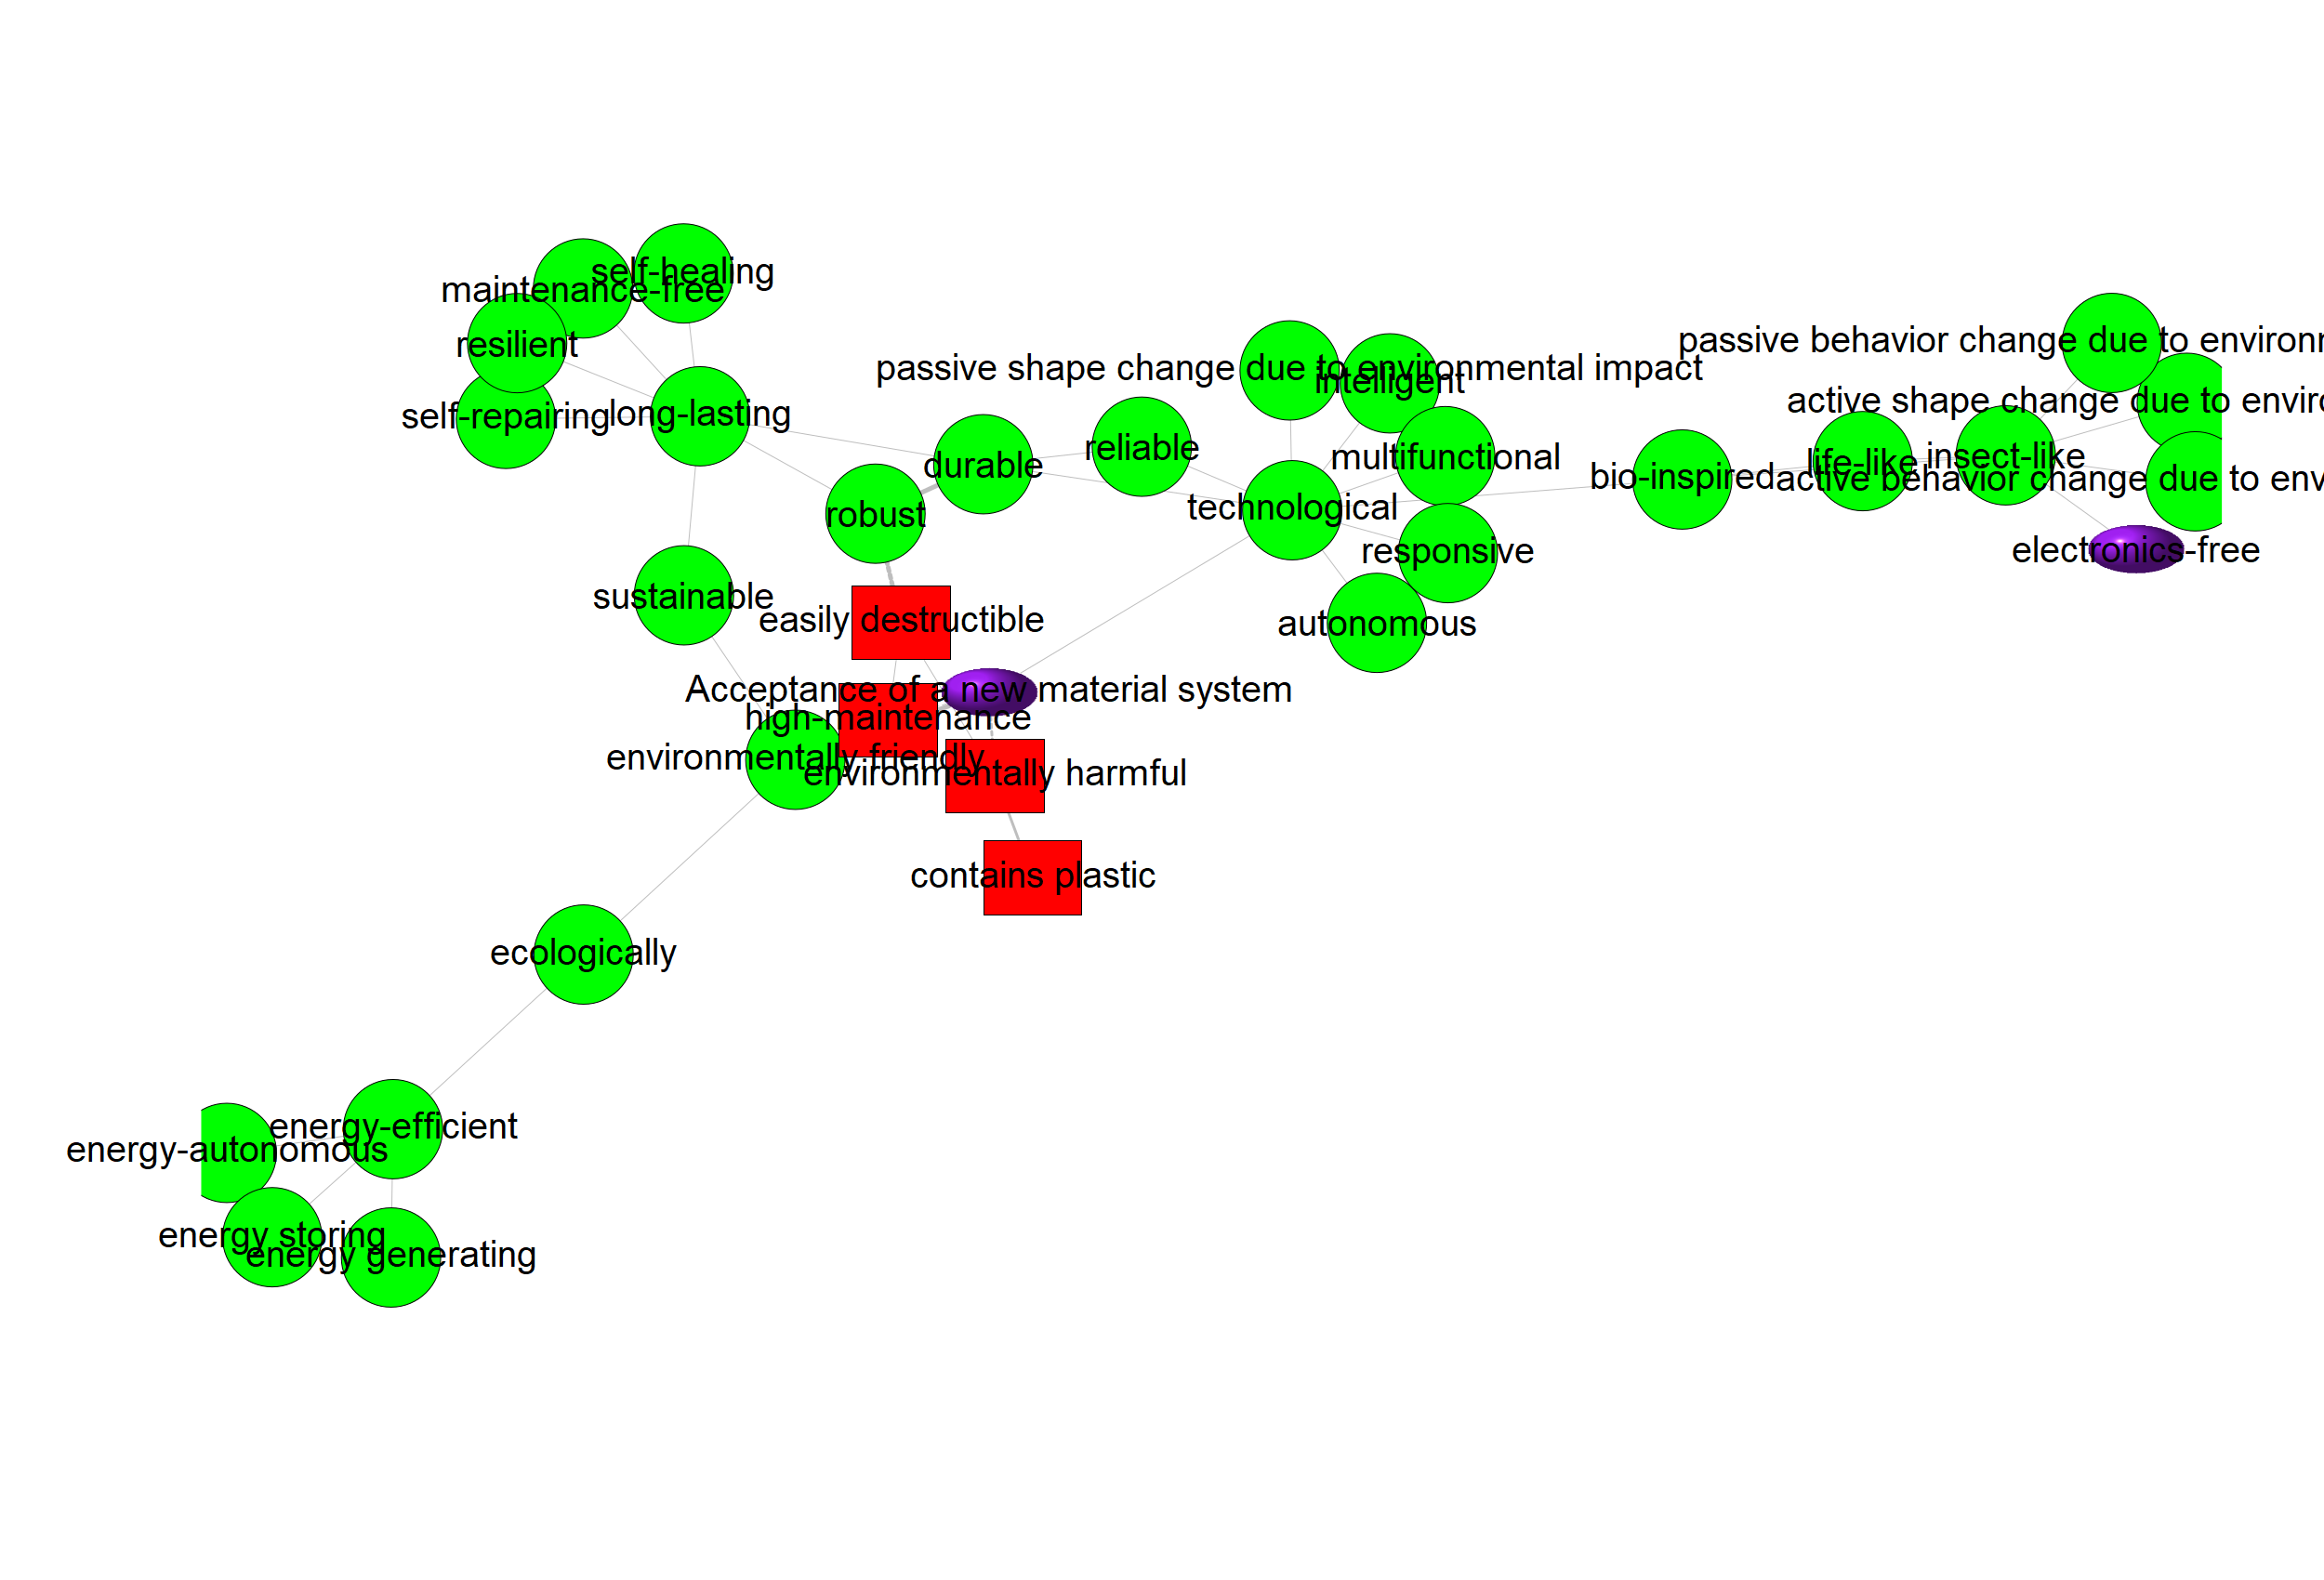 self-healing
maintenance-free
resilient
self-repairing
long-lasting
passive shape change due to environmental impact
intelligent
passive behavior change due to environ
active shape change due to enviro
durable
reliable
multifunctional
bio-inspired
life-like
insect-like
active behavior change due to env
robust
technological
responsive
electronics-free
sustainable
easily destructible
autonomous
Acceptance of a new material system
high-maintenance
environmentally friendly
environmentally harmful
contains plastic
ecologically
energy-efficient
energy-autonomous
energy storing
energy generating